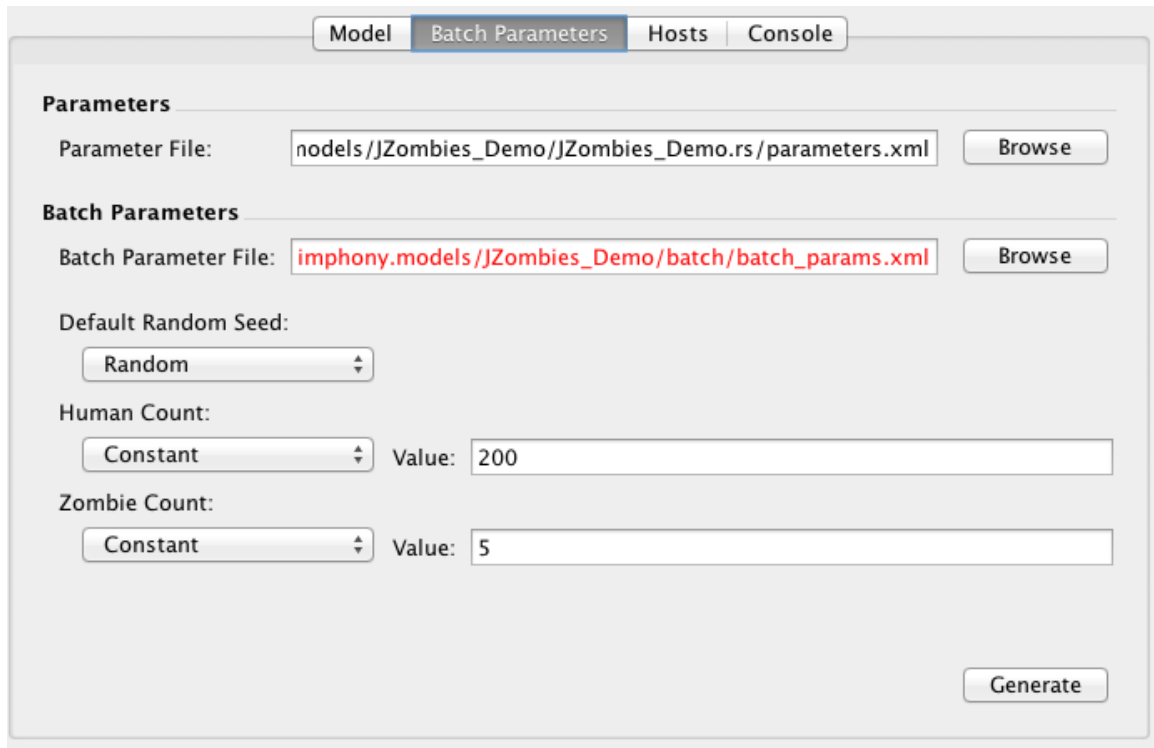 Model Batch Parameters Hosts Console
Parameters
Parameter File: models/JZombies_Demo/JZombies_Demo.rs/parameters.xml Browse
Batch Parameters
Batch Parameter File: imphony.models/JZombies_Demo/batch/batch_params.xml Browse
Default Random Seed:
Random
Human Count:
Constant Value: 200
Zombie Count:
Constant Value: 5
Generate